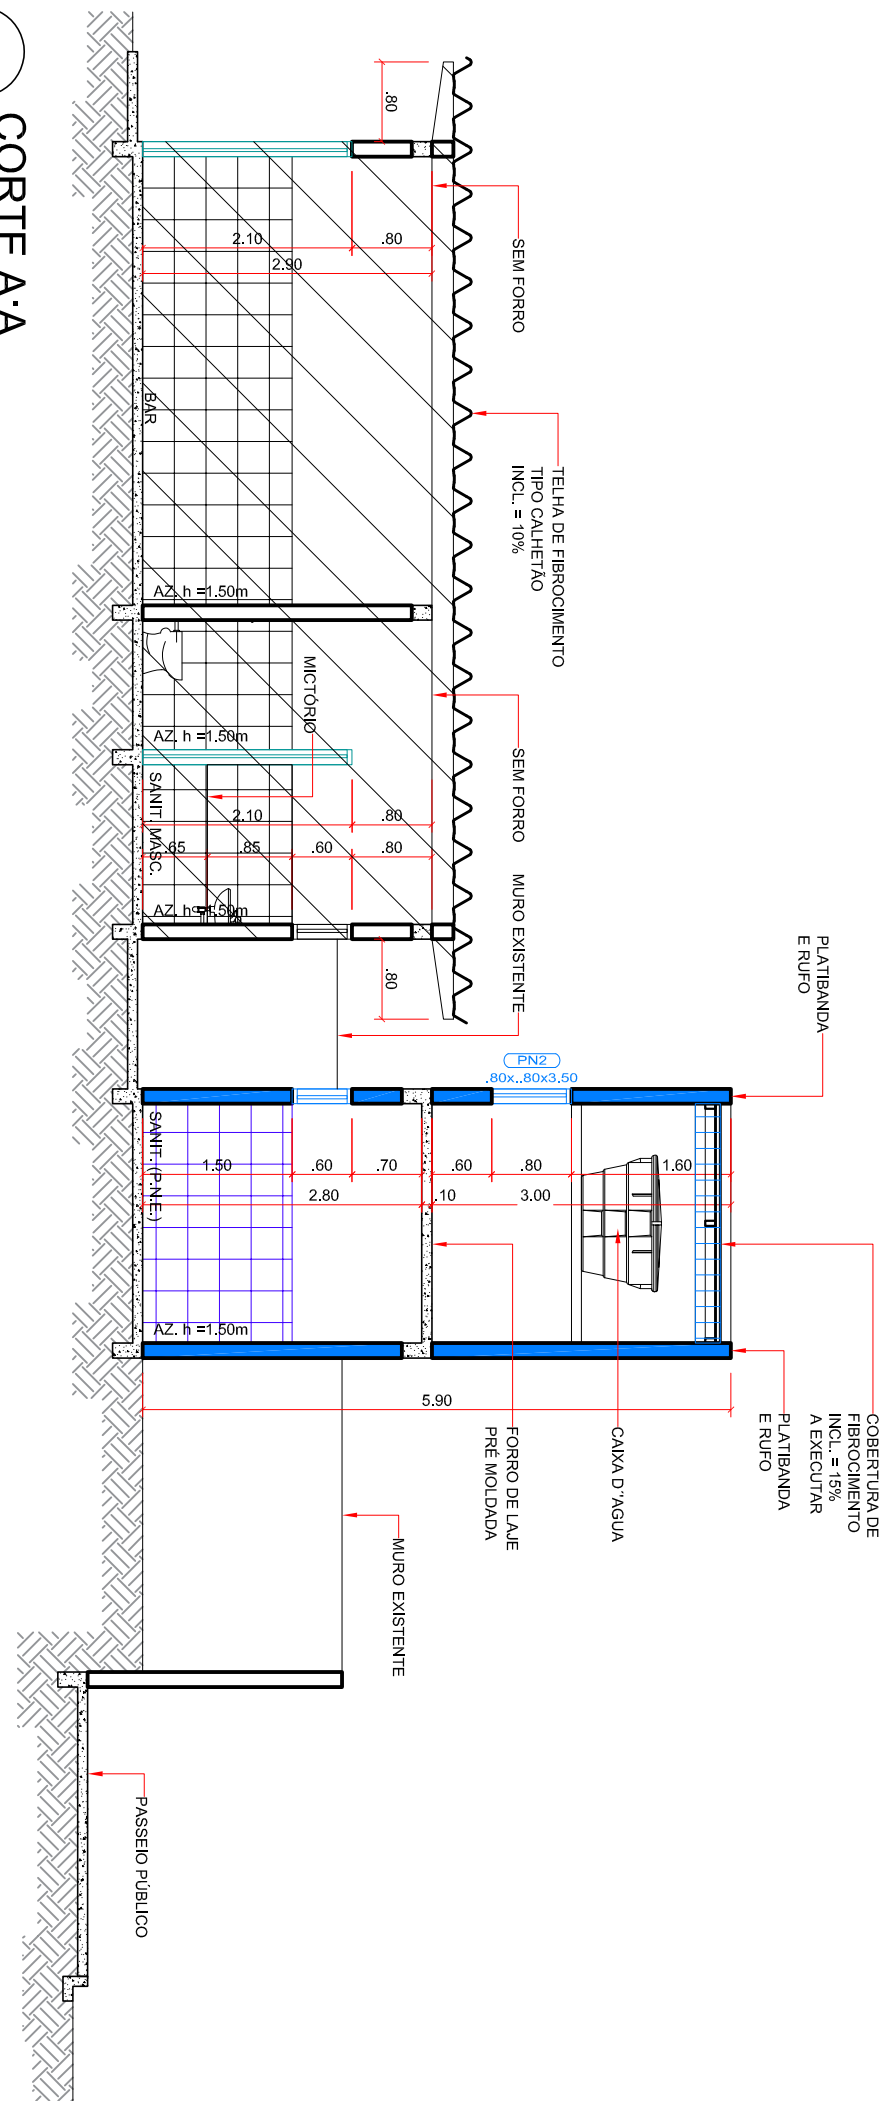 CORTE A:A
.80
2.10
.80
2.90
SEM FORRO
TELHA DE FIBROCIMENTO
TIPO CALHETÃO
INCL. = 10%
BAR
AZ. h =1.50m
MICTÓRIO
SEM FORRO
AZ. h =1.50m
SANIT. MASC.
2.10
.80
.65
.85
.60
.80
AZ. h =1.50m
MURO EXISTENTE
.80
PLATIBANDA
E RUFO
PN2
.80x..80x3.50
SANIT. (P.N.E.)
1.50
.60
.70
.60
.80
1.60
2.80
.10
3.00
AZ. h =1.50m
5.90
COBERTURA DE
FIBROCIMENTO
INCL. = 15%
A EXECUTAR
PLATIBANDA
E RUFO
CAIXA D´'AGUA
FORRO DE LAJE
PRÉ MOLDADA
MURO EXISTENTE
PASSEIO PÚBLICO